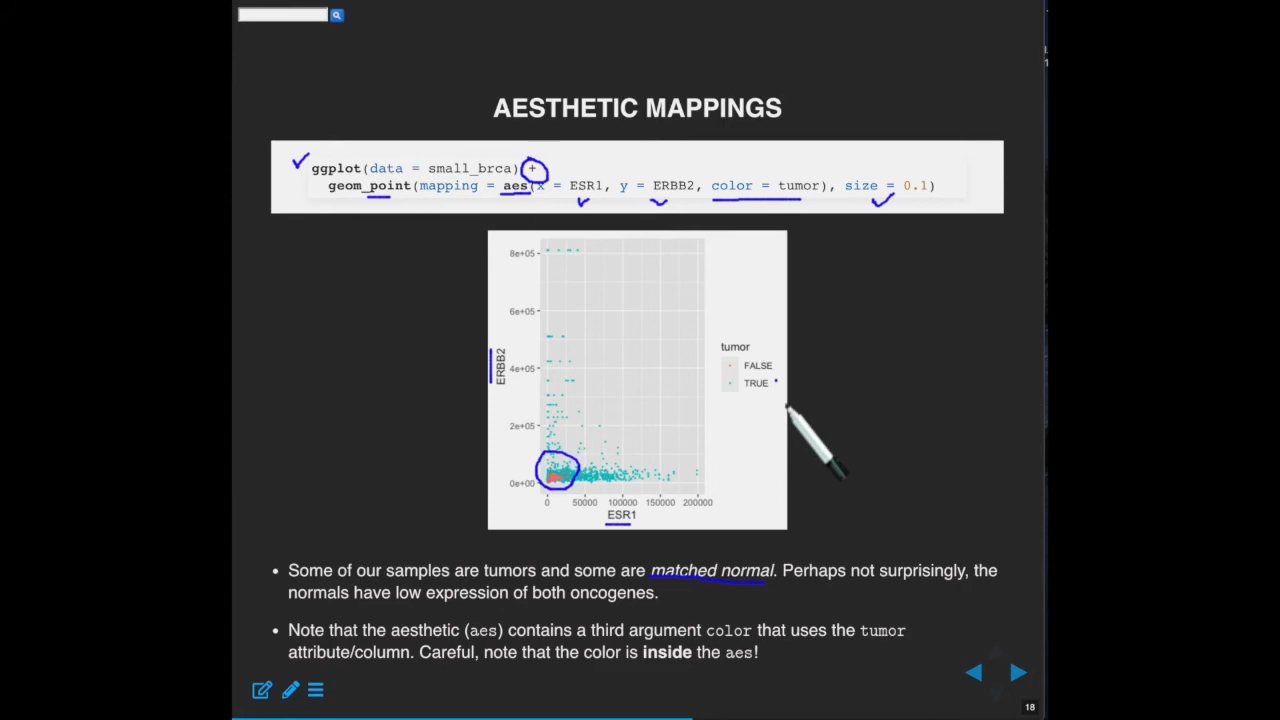 AESTHETIC MAPPINGS
ggplot(data = small_brca) +
geom_point(mapping = aes(x = ESR1, y = ERBB2, color = tumor), size = 0.1)
8e+05
6e+05
4e+05
2e+05
0e+00
ERBB2
0 50000 100000 150000 200000
ESR1
tumor
FALSE
TRUE
• Some of our samples are tumors and some are matched normal. Perhaps not surprisingly, the
normals have low expression of both oncogenes.
• Note that the aesthetic (aes) contains a third argument color that uses the tumor
attribute/column. Careful, note that the color is inside the aes!
18